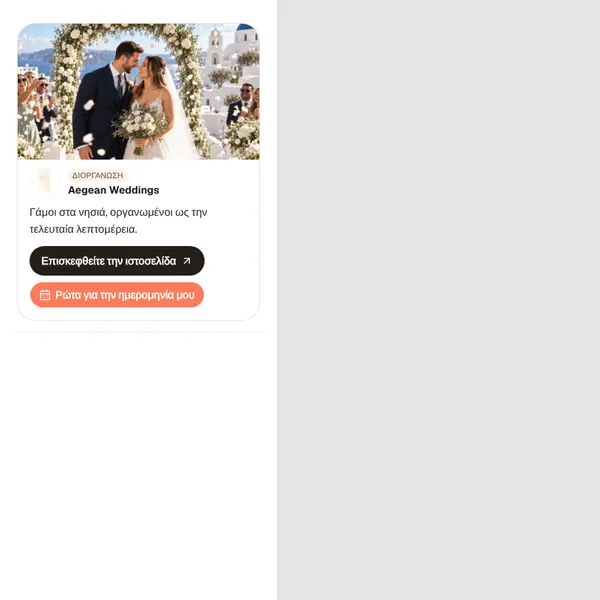 ΔΙΟΡΓΑΝΩΣΗ
Aegean Weddings
Γάμοι στα νησιά, οργανωμένοι ως την
τελευταία λεπτομέρεια.
Επισκεφθείτε την ιστοσελίδα
Ρώτα για την ημερομηνία μου